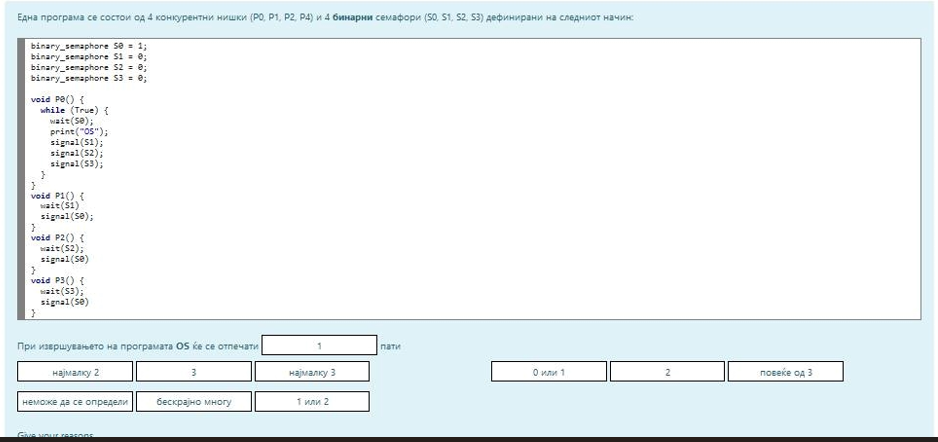 Една програма се состои од 4 конкурентни нишки (P0, P1, P2, P4) и 4 бинарни семафори (S0, S1, S2, S3) дефинирани на следниот начин:
binary_semaphore S0 = 1;
binary_semaphore S1 = 0;
binary_semaphore S2 = 0;
binary_semaphore S3 = 0;
void P0() {
while (True) {
wait(S0);
print("OS");
signal(S1);
signal(S2);
signal(S3);
}
}
void P1() {
wait(S1)
signal(S0);
}
void P2() {
wait(S2);
signal(S0)
}
void P3() {
wait(S3);
signal(S0)
}
При извршувањето на програмата OS ќе се отпечати 1 пати
најмалку 2 3 најмалку 3 0 или 1 2 повеќе од 3
неможе да се определи бескрајно многу 1 или 2
Give your reasons